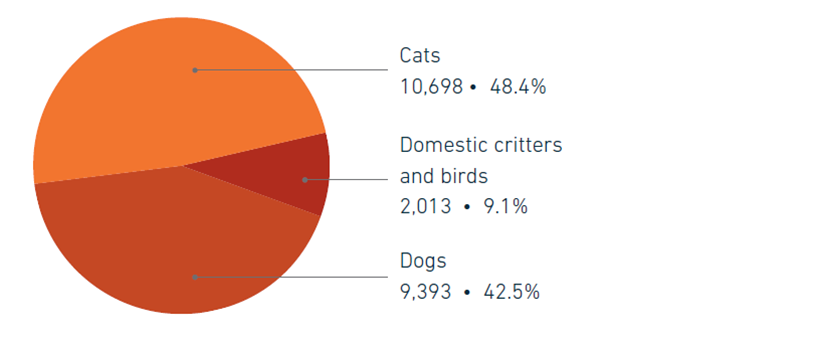 Cats
10,698 • 48.4%
Domestic critters
and birds
2,013 • 9.1%
Dogs
9,393 • 42.5%